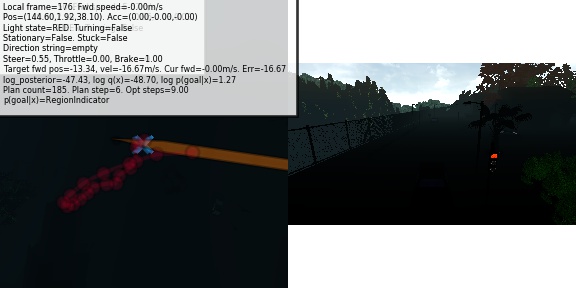 Local frame=176. Fwd speed=-0.00m/s
Pos=(144.60,1.92,38.10). Acc=(0.00;-0.00,-0.00)
Light state=RED. Turning=False
Stationary=False. Stuck=False
Direction string=empty
Steer=0.55, Throttle=0.00, Brake=1.00
Target fwd pos=-13.34, vel=-16.67m/s. Cur fwd=-0.00m/s. Err=-16.67
log_posterior=-47.43, log q(x)=-48.70, log p(goal|x)=1.27
Plan count=185. Plan step=6. Opt steps=9.00
p(goal|x)=RegionIndicator